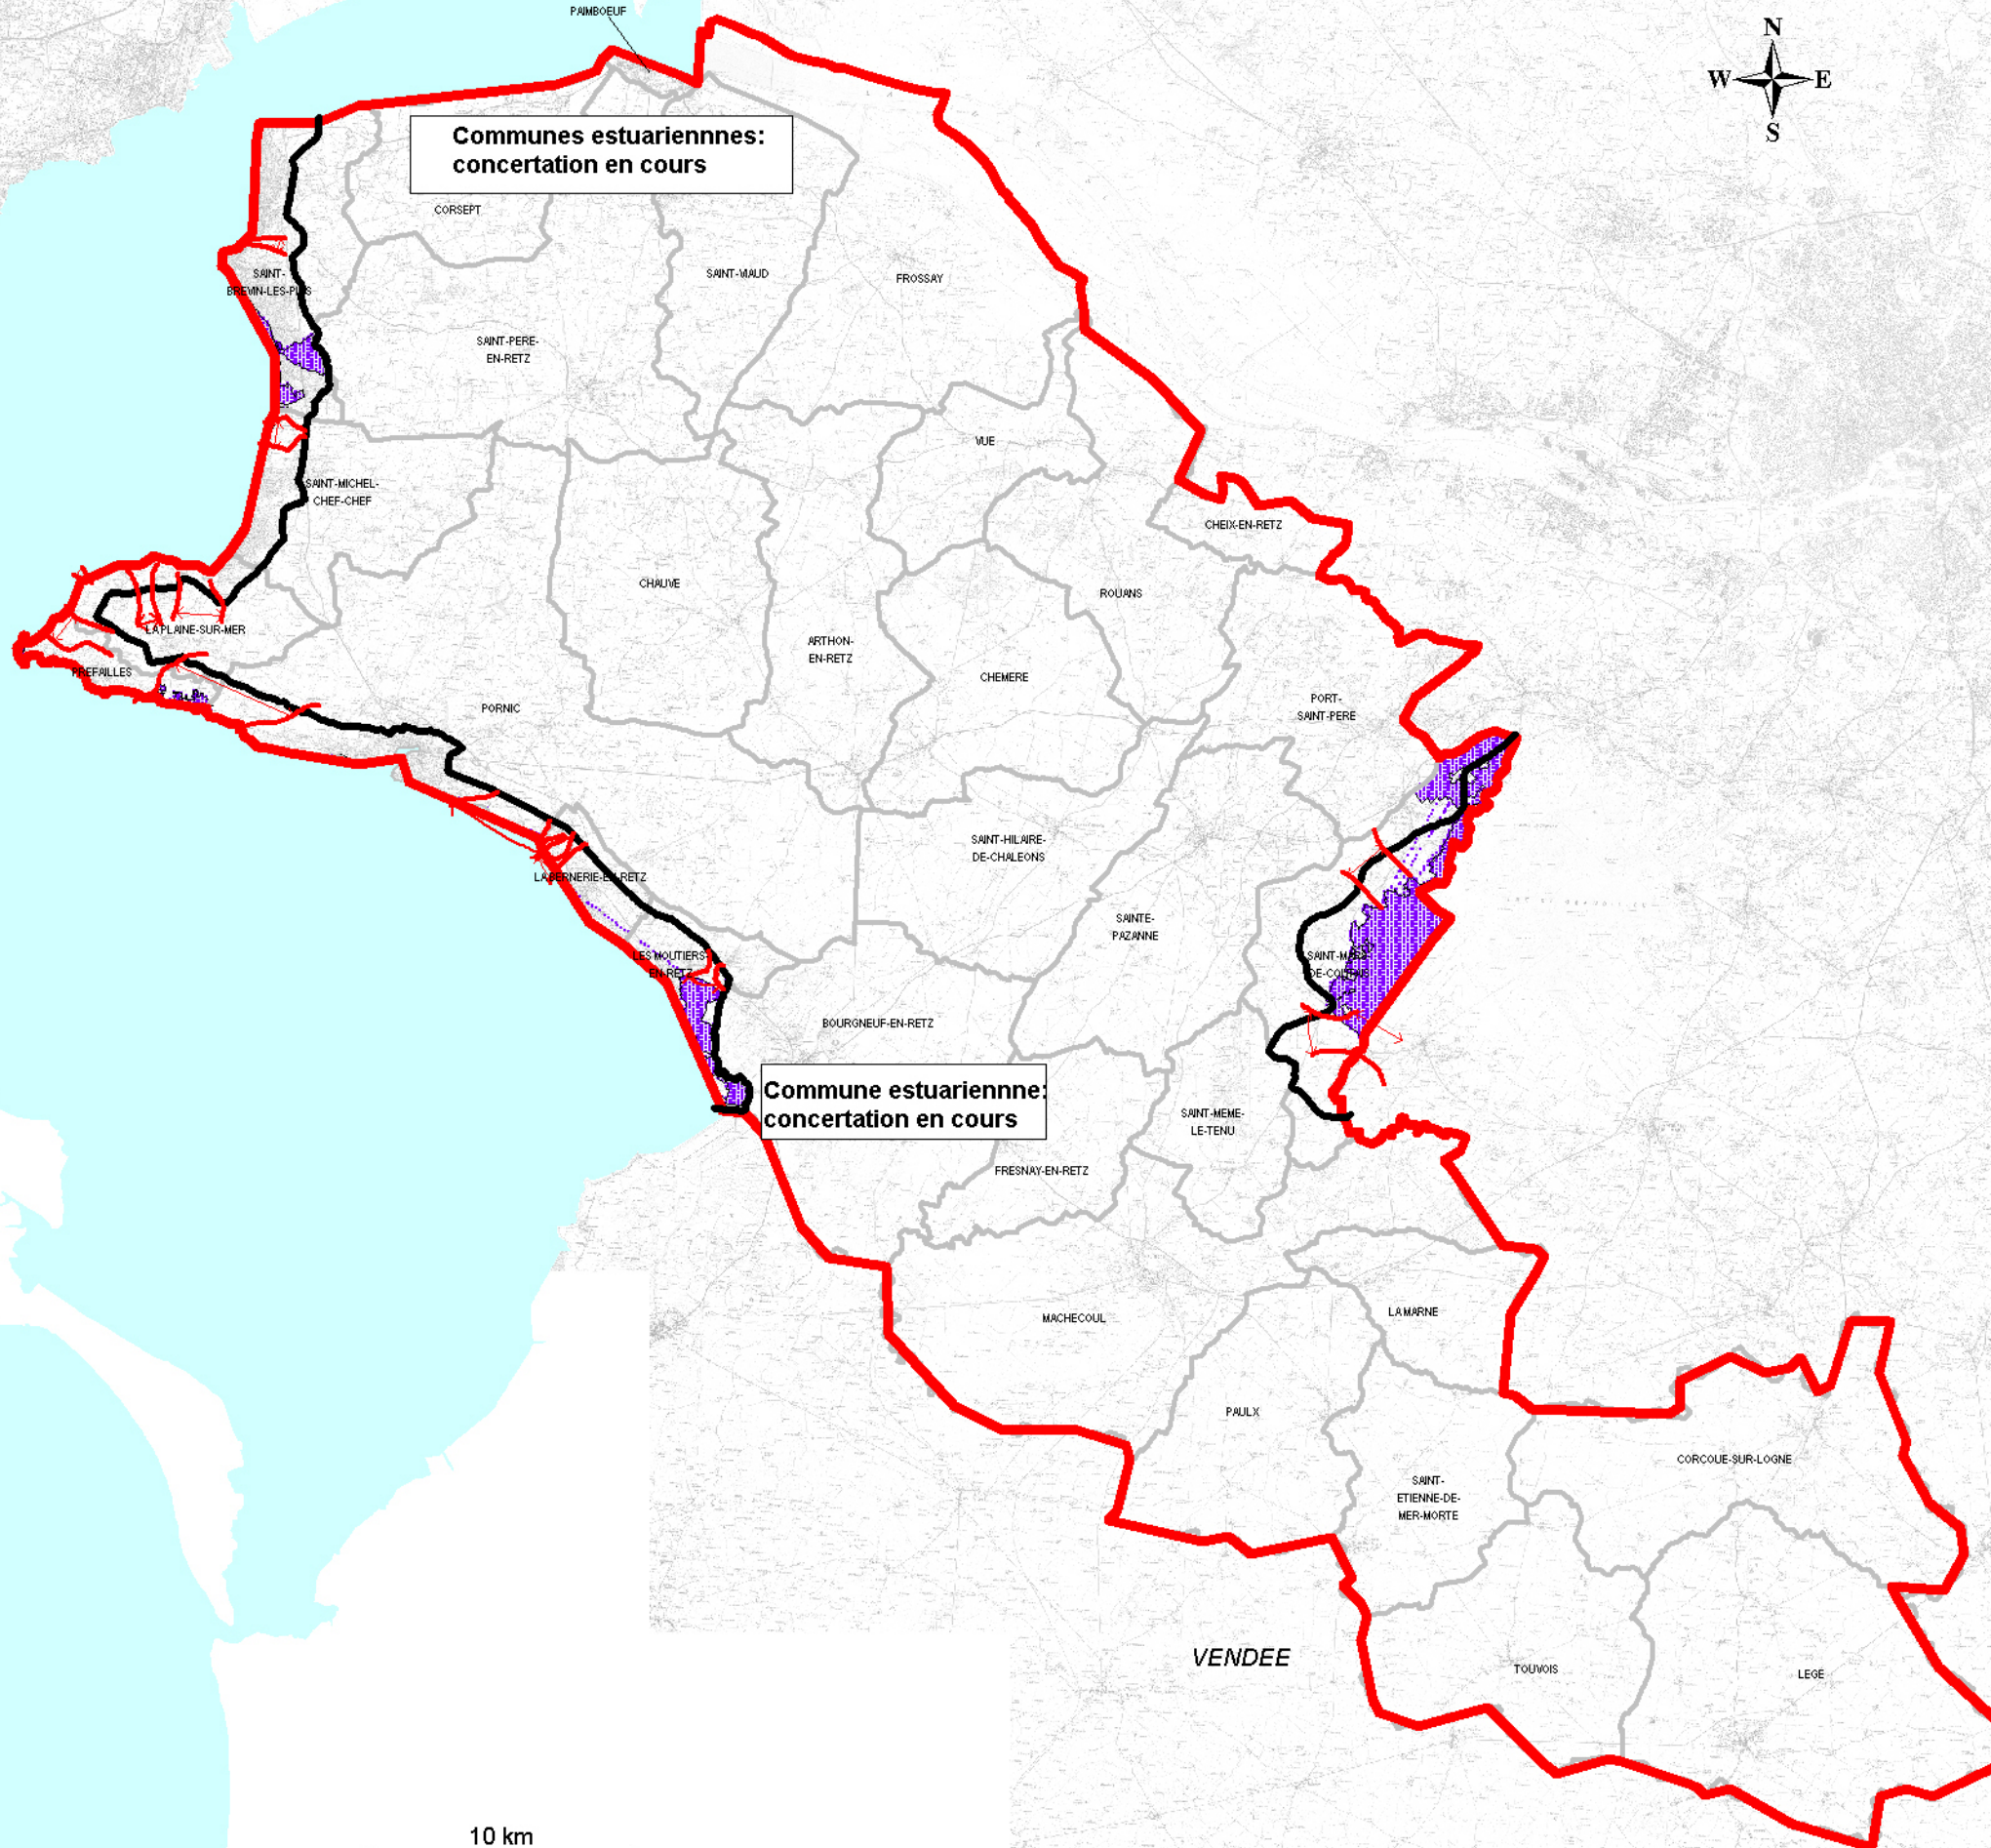 PAIMBOEUF
N
W E
S
Communes estuariennnes:
concertation en cours
CORSEPT
SAINT-
BREVIN-LES-PINS
SAINT-VIAUD
FROSSAY
SAINT-PERE-
EN-RETZ
VUE
SAINT-MICHEL-
CHEF-CHEF
CHEIX-EN-RETZ
CHAUVE
ROUANS
LA PLAINE-SUR-MER
ARTHON-
EN-RETZ
PREFAILLES
CHEMERE
PORNIC
PORT-
SAINT-PERE
SAINT-HILAIRE-
DE-CHALEONS
LA BERNERIE-EN-RETZ
SAINTE-
PAZANNE
LES MOUTIERS-
EN-RETZ
SAINT-MARS-
DE-COUTAIS
BOURGNEUF-EN-RETZ
Commune estuariennne:
concertation en cours
SAINT-MEME-
LE-TENU
FRESNAY-EN-RETZ
MACHECOUL
LA MARNE
PAULX
CORCOUE-SUR-LOGNE
SAINT-
ETIENNE-DE-
MER-MORTE
VENDEE
TOUVOIS
LEGE
10 km